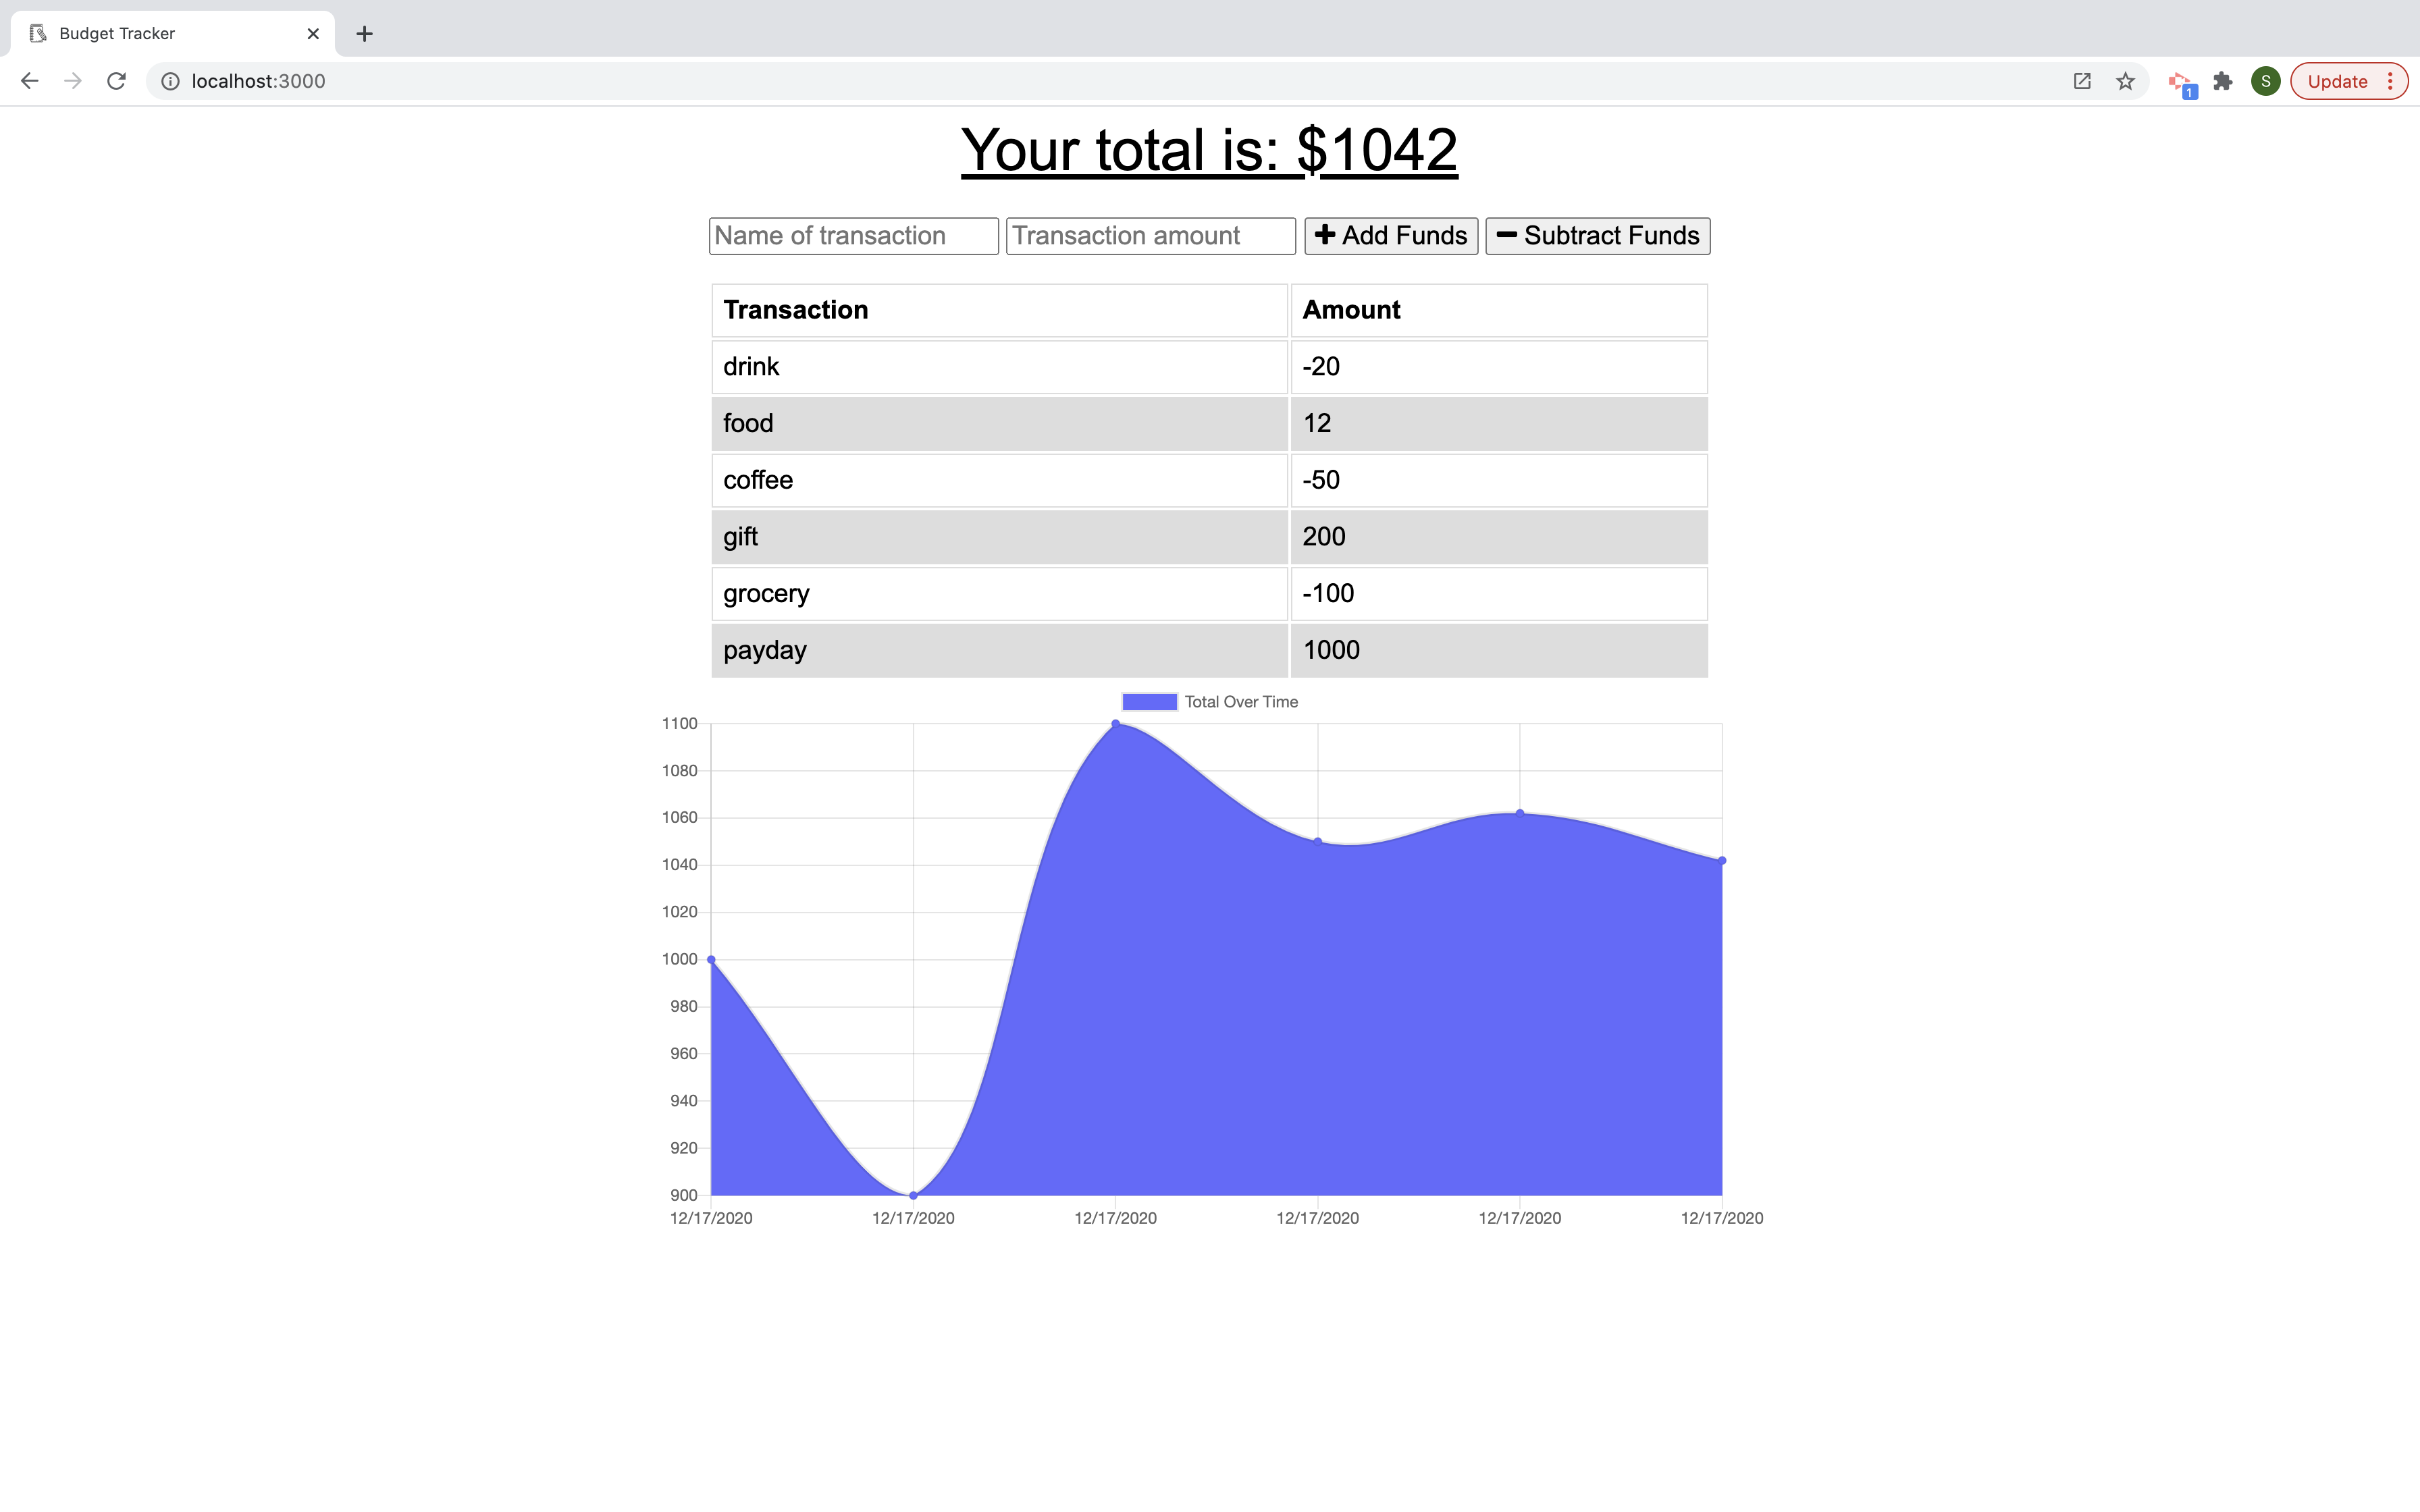 Budget Tracker
localhost:3000
1
S
Update
Your total is: $1042
Name of transaction Transaction amount Add Funds Subtract Funds
Transaction Amount
drink -20
food 12
coffee -50
gift 200
grocery -100
payday 1000
Total Over Time
1100
1080
1060
1040
1020
1000
980
960
940
920
900
12/17/2020 12/17/2020 12/17/2020 12/17/2020 12/17/2020 12/17/2020